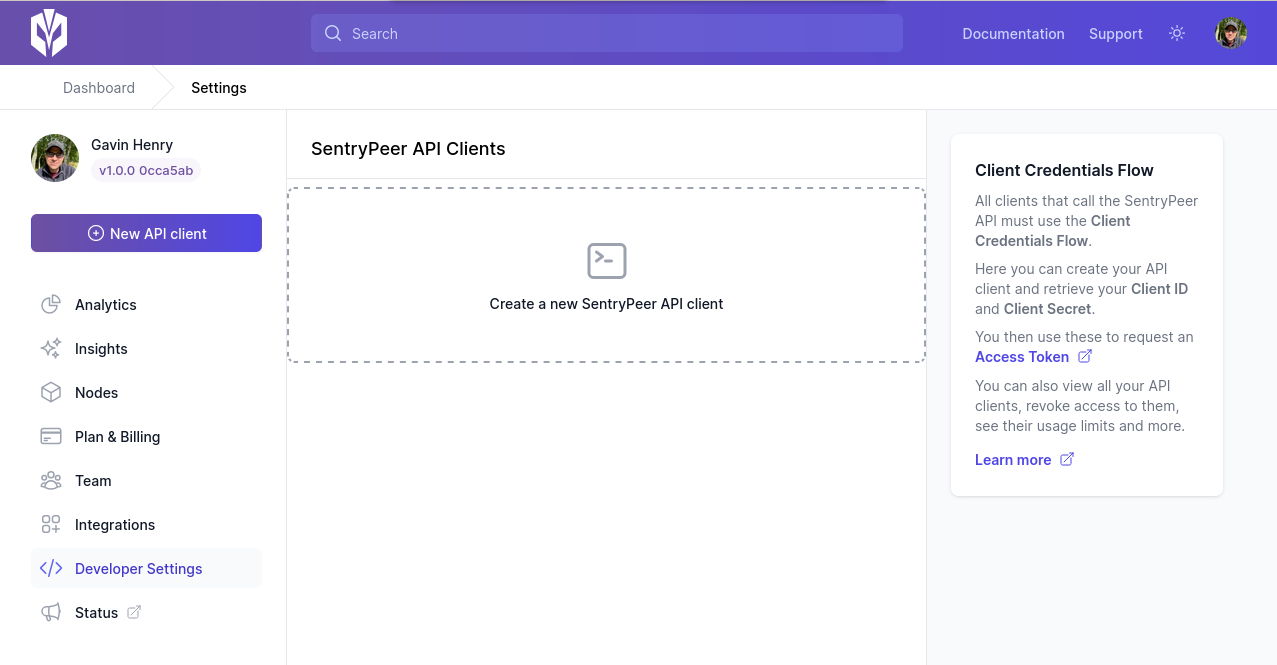 Search
Documentation
Support
Dashboard
Settings
Gavin Henry
v1.0.0 0cca5ab
New API client
Analytics
Insights
Nodes
Plan & Billing
Team
Integrations
Developer Settings
Status
SentryPeer API Clients
Create a new SentryPeer API client
Client Credentials Flow
All clients that call the SentryPeer
API must use the Client
Credentials Flow.
Here you can create your API
client and retrieve your Client ID
and Client Secret.
You then use these to request an
Access Token
You can also view all your API
clients, revoke access to them,
see their usage limits and more.
Learn more